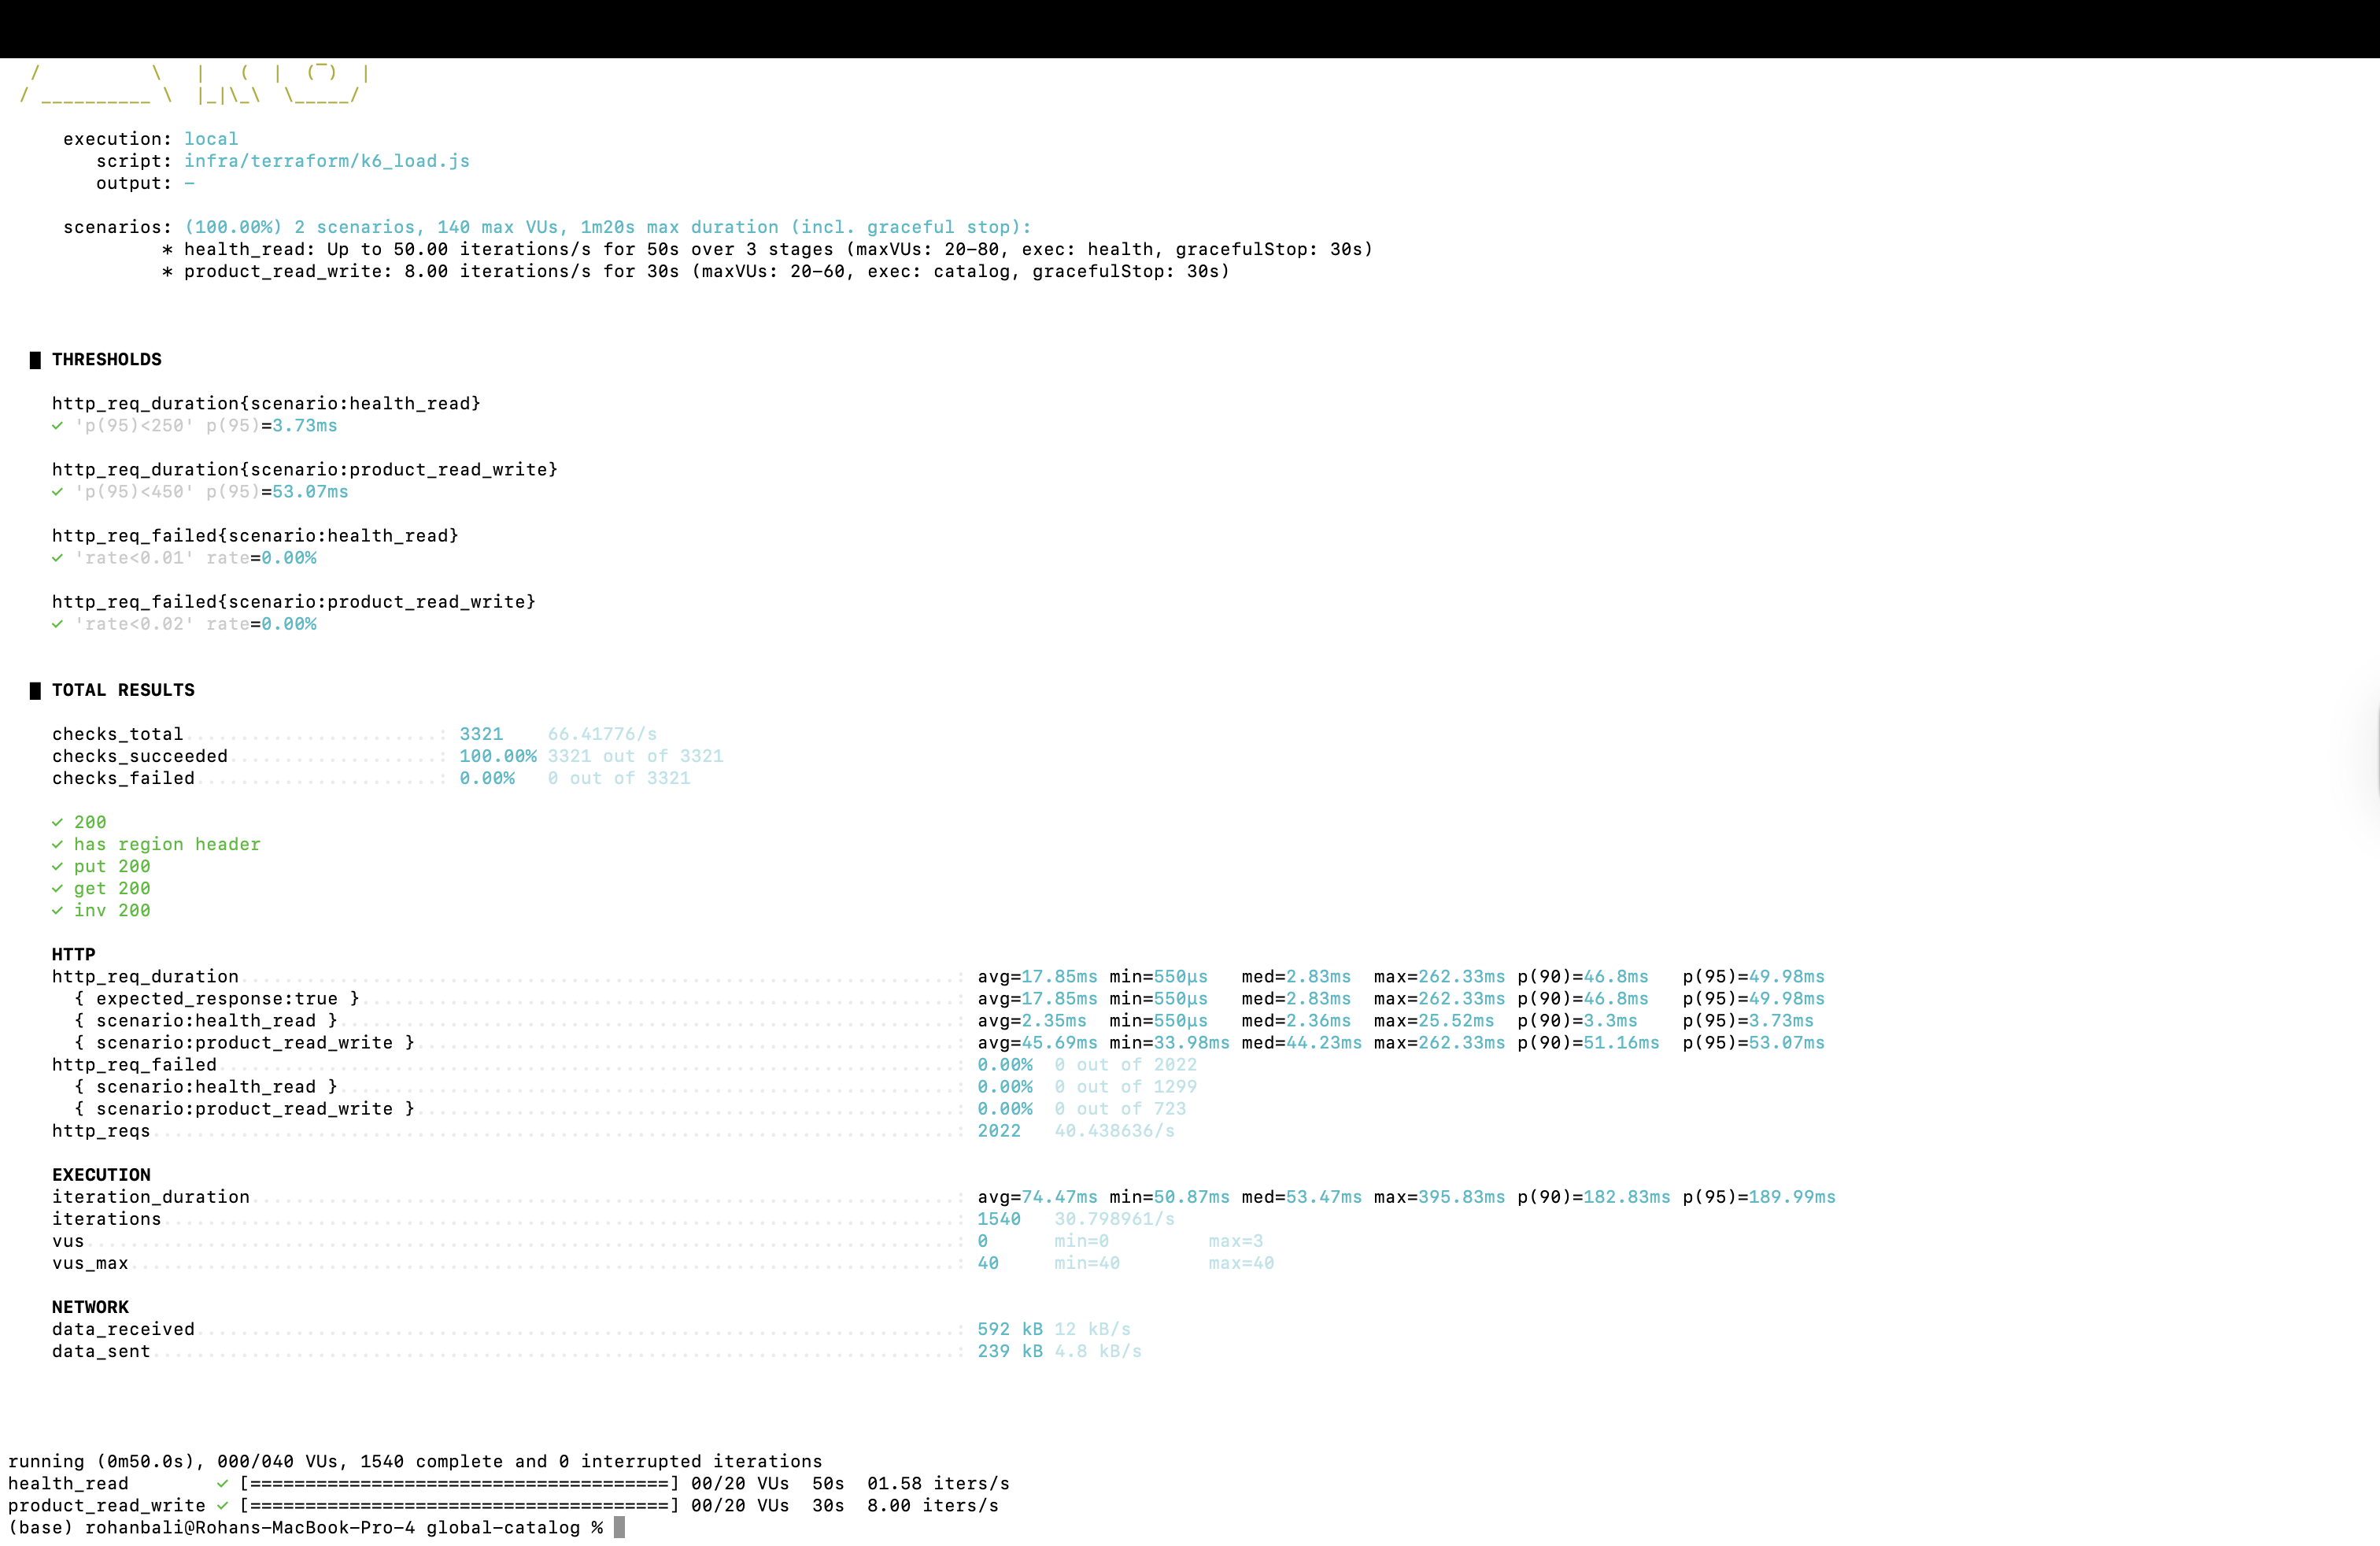 /          \   |   (  |  (‾)  |
/ __________ \  |_|\_\  \_____/
execution: local
script: infra/terraform/k6_load.js
output: -
scenarios: (100.00%) 2 scenarios, 140 max VUs, 1m20s max duration (incl. graceful stop):
* health_read: Up to 50.00 iterations/s for 50s over 3 stages (maxVUs: 20-80, exec: health, gracefulStop: 30s)
* product_read_write: 8.00 iterations/s for 30s (maxVUs: 20-60, exec: catalog, gracefulStop: 30s)
█ THRESHOLDS
http_req_duration{scenario:health_read}
✓ 'p(95)<250' p(95)=3.73ms
http_req_duration{scenario:product_read_write}
✓ 'p(95)<450' p(95)=53.07ms
http_req_failed{scenario:health_read}
✓ 'rate<0.01' rate=0.00%
http_req_failed{scenario:product_read_write}
✓ 'rate<0.02' rate=0.00%
█ TOTAL RESULTS
checks_total.......................: 3321    66.41776/s
checks_succeeded...................: 100.00% 3321 out of 3321
checks_failed......................: 0.00%   0 out of 3321
✓ 200
✓ has region header
✓ put 200
✓ get 200
✓ inv 200
HTTP
http_req_duration..................: avg=17.85ms min=550µs   med=2.83ms  max=262.33ms p(90)=46.8ms   p(95)=49.98ms
{ expected_response:true }.........: avg=17.85ms min=550µs   med=2.83ms  max=262.33ms p(90)=46.8ms   p(95)=49.98ms
{ scenario:health_read }...........: avg=2.35ms  min=550µs   med=2.36ms  max=25.52ms  p(90)=3.3ms    p(95)=3.73ms
{ scenario:product_read_write }....: avg=45.69ms min=33.98ms med=44.23ms max=262.33ms p(90)=51.16ms  p(95)=53.07ms
http_req_failed....................: 0.00%  0 out of 2022
{ scenario:health_read }...........: 0.00%  0 out of 1299
{ scenario:product_read_write }....: 0.00%  0 out of 723
http_reqs..........................: 2022   40.438636/s
EXECUTION
iteration_duration.................: avg=74.47ms min=50.87ms med=53.47ms max=395.83ms p(90)=182.83ms p(95)=189.99ms
iterations.........................: 1540   30.798961/s
vus................................: 0      min=0         max=3
vus_max............................: 40     min=40        max=40
NETWORK
data_received......................: 592 kB 12 kB/s
data_sent..........................: 239 kB 4.8 kB/s
running (0m50.0s), 000/040 VUs, 1540 complete and 0 interrupted iterations
health_read        ✓ [======================================] 00/20 VUs  50s  01.58 iters/s
product_read_write ✓ [======================================] 00/20 VUs  30s  8.00 iters/s
(base) rohanbali@Rohans-MacBook-Pro-4 global-catalog %